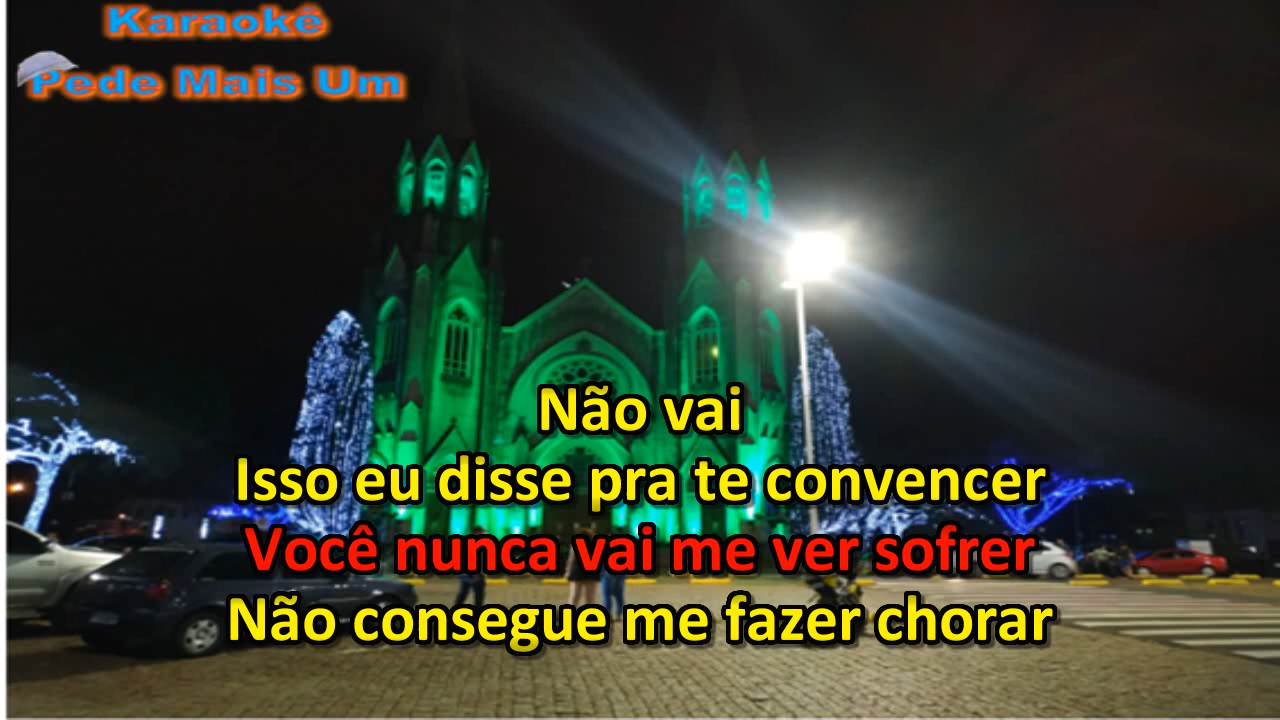 Karaokê
Pede Mais Um
Não vai
Isso eu disse pra te convencer
Você nunca vai me ver sofrer
Não consegue me fazer chorar